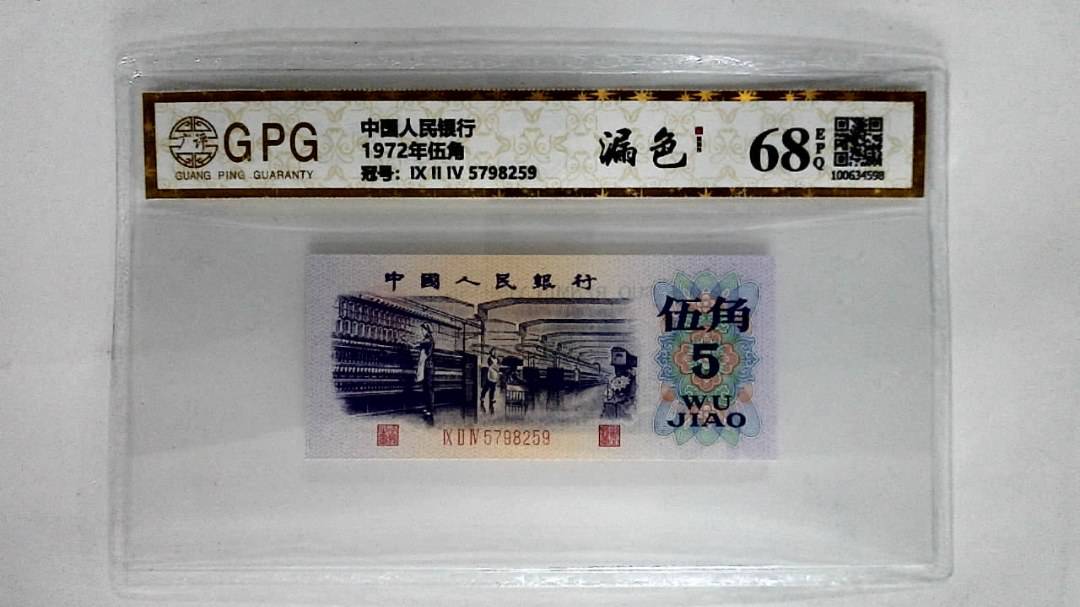 广评
GPG
GUANG PING GUARANTY
中国人民银行
1972年伍角
冠号: IX II IV 5798259
漏色
68
EPQ
100634598
中國人民銀行
伍角
5
WU
JIAO
IX II IV 5798259